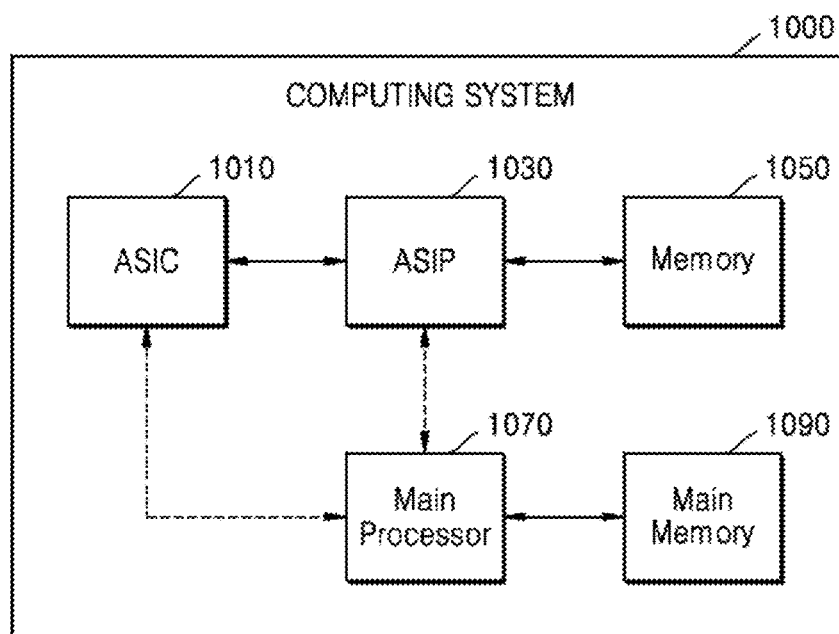 1000
COMPUTING SYSTEM
1010
1030
1050
ASIC
ASIP
Memory
1070
1090
Main
Processor
Main
Memory